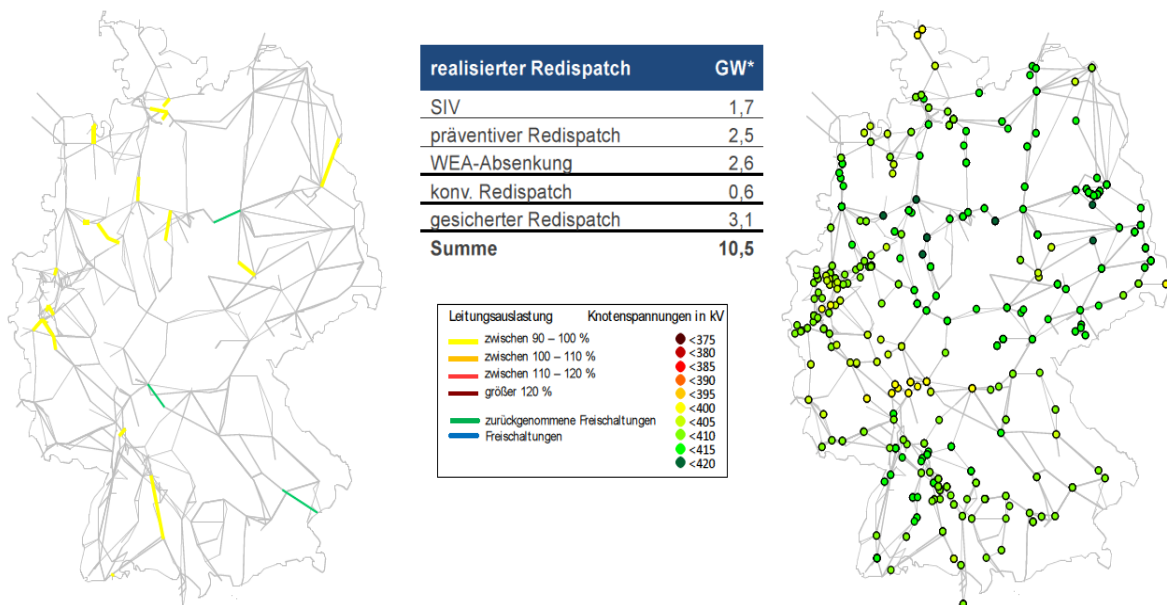 realisierter Redispatch GW*
SIV 1,7
präventiver Redispatch 2,5
WEA-Absenkung 2,6
konv. Redispatch 0,6
gesicherter Redispatch 3,1
Summe 10,5
Leitungsauslastung Knotenspannungen in kV
zwischen 90 – 100 % <375
zwischen 100 – 110 % <380
zwischen 110 – 120 % <385
größer 120 % <390
<395
<400
zurückgenommene Freischaltungen <405
Freischaltungen <410
<415
<420